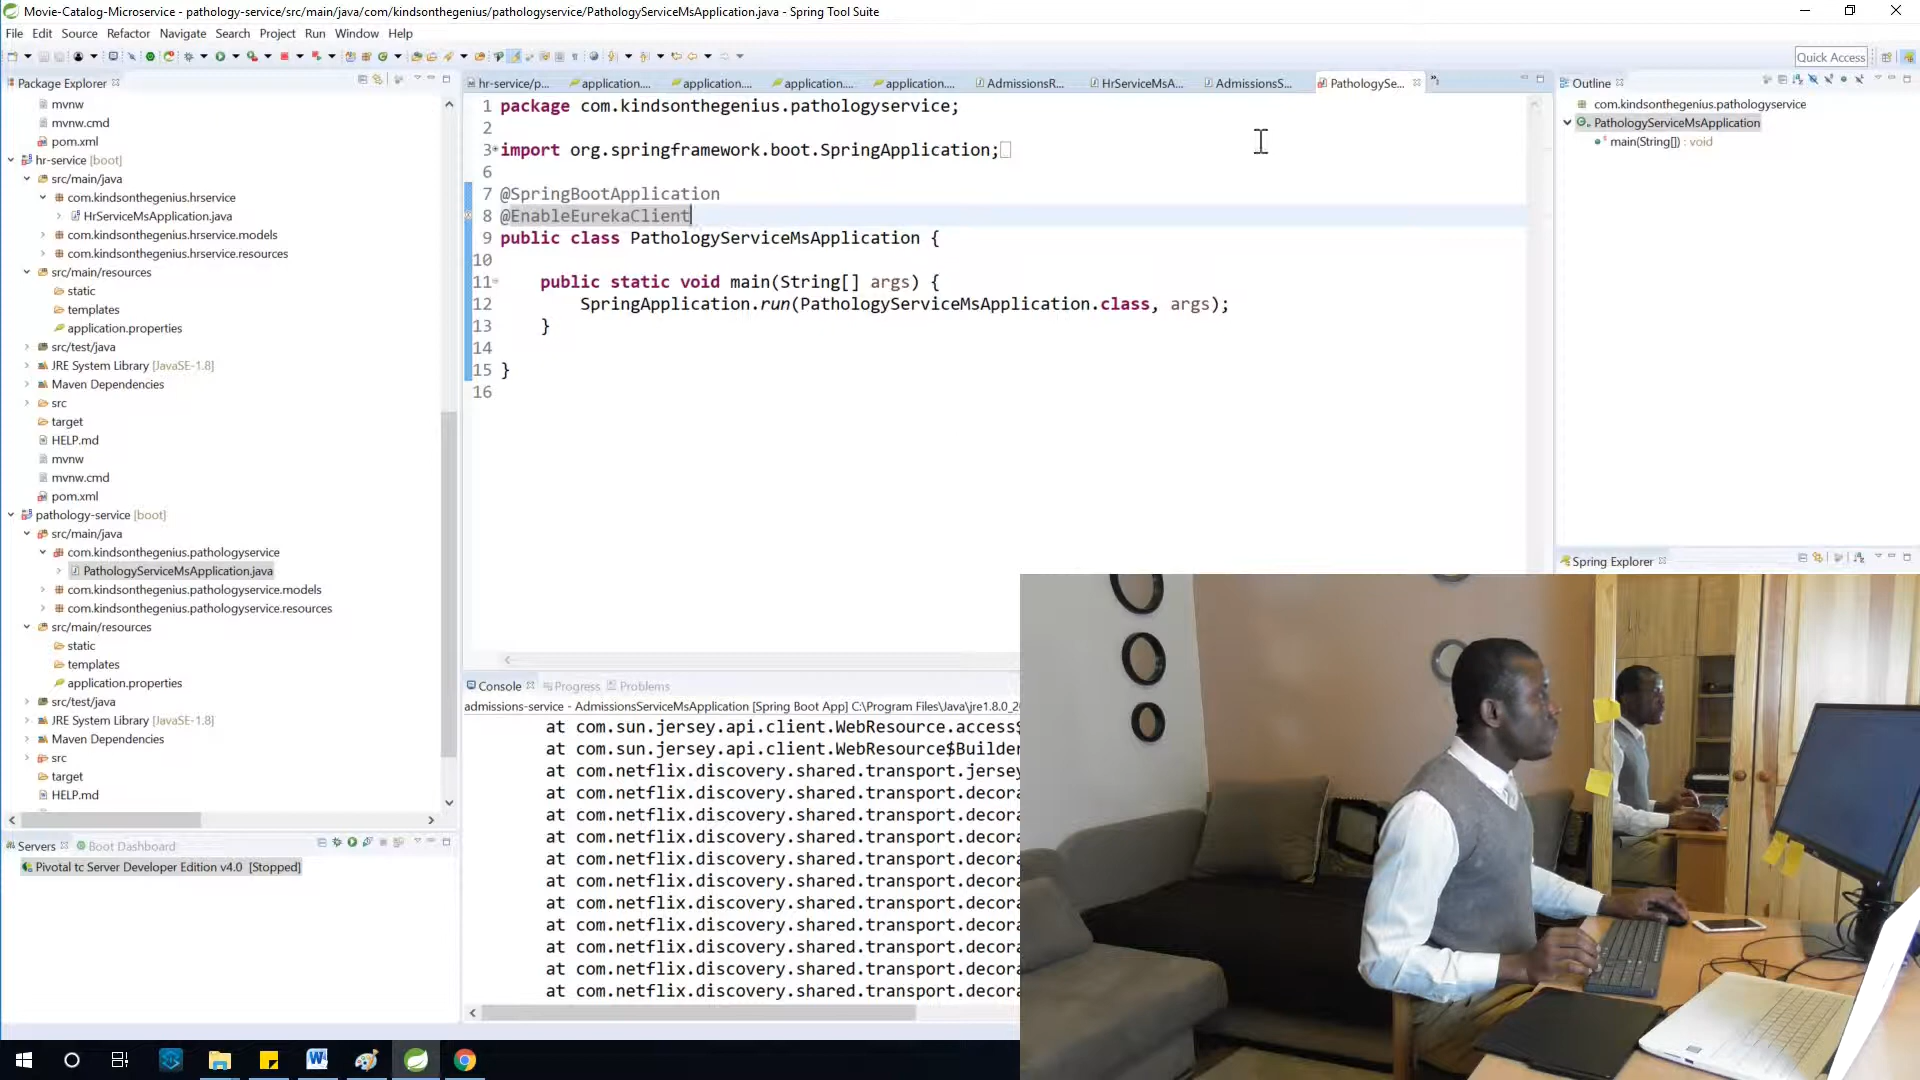 Movie-Catalog-Microservice - pathology-service/src/main/java/com/kindsonthegenius/pathologyservice/PathologyServiceMsApplication.java - Spring Tool Suite
File Edit Source Refactor Navigate Search Project Run Window Help
Quick Access
Package Explorer
mvnw
mvnw.cmd
pom.xml
hr-service [boot]
src/main/java
com.kindsonthegenius.hrservice
HrServiceMsApplication.java
com.kindsonthegenius.hrservice.models
com.kindsonthegenius.hrservice.resources
src/main/resources
static
templates
application.properties
src/test/java
JRE System Library [JavaSE-1.8]
Maven Dependencies
src
target
HELP.md
mvnw
mvnw.cmd
pom.xml
pathology-service [boot]
src/main/java
com.kindsonthegenius.pathologyservice
PathologyServiceMsApplication.java
com.kindsonthegenius.pathologyservice.models
com.kindsonthegenius.pathologyservice.resources
src/main/resources
static
templates
application.properties
src/test/java
JRE System Library [JavaSE-1.8]
Maven Dependencies
src
target
HELP.md
Servers Boot Dashboard
Pivotal tc Server Developer Edition v4.0 [Stopped]
hr-service/p... application.... application.... application.... application.... AdmissionsR... HrServiceMsA... AdmissionsS... PathologySe...
1 package com.kindsonthegenius.pathologyservice;
2
3 import org.springframework.boot.SpringApplication;
6
7 @SpringBootApplication
8 @EnableEurekaClient
9 public class PathologyServiceMsApplication {
10
11 public static void main(String[] args) {
12 SpringApplication.run(PathologyServiceMsApplication.class, args);
13 }
14
15 }
16
Console Progress Problems
admissions-service - AdmissionsServiceMsApplication [Spring Boot App] C:\Program Files\Java\jre1.8.0_2
at com.sun.jersey.api.client.WebResource.access$
at com.sun.jersey.api.client.WebResource$Builder
at com.netflix.discovery.shared.transport.jersey
at com.netflix.discovery.shared.transport.decora
at com.netflix.discovery.shared.transport.decora
at com.netflix.discovery.shared.transport.decora
at com.netflix.discovery.shared.transport.decora
at com.netflix.discovery.shared.transport.decora
at com.netflix.discovery.shared.transport.decora
at com.netflix.discovery.shared.transport.decora
at com.netflix.discovery.shared.transport.decora
at com.netflix.discovery.shared.transport.decora
at com.netflix.discovery.shared.transport.decora
Outline
com.kindsonthegenius.pathologyservice
PathologyServiceMsApplication
main(String[]) : void
Spring Explorer